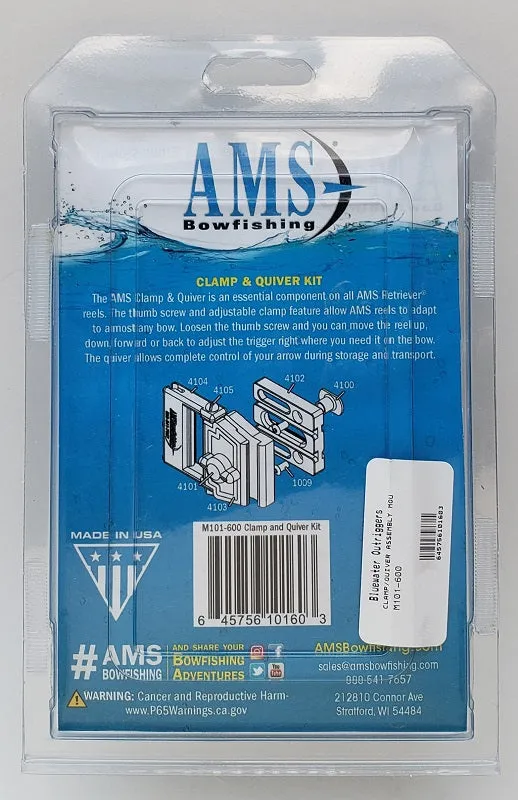 AMS
Bowfishing
CLAMP & QUIVER KIT
The AMS Clamp & Quiver is an essential component on all AMS Retriever®
reels. The thumb screw and adjustable clamp feature allow AMS reels to adapt
to almost any bow. Loosen the thumb screw and you can move the reel up,
down, forward or back to adjust the trigger right where you need it on the bow.
The quiver allows complete control of your arrow during storage and transport.
4104
4105
4102
4100
4101
4103
1009
M101-600 Clamp and Quiver Kit
6 45756 10160 3
MADE IN USA
Bluewater Outriggers
CLAMP/QUIVER ASSEMBLY MOU
M101-600
645756101603
#AMS
BOWFISHING
AND SHARE YOUR
BOWFISHING
ADVENTURES
You
Tube
AMSBowfishing.com
sales@amsbowfishing.com
888-541-7657
212810 Connor Ave
Stratford, WI 54484
WARNING: Cancer and Reproductive Harm-
www.P65Warnings.ca.gov